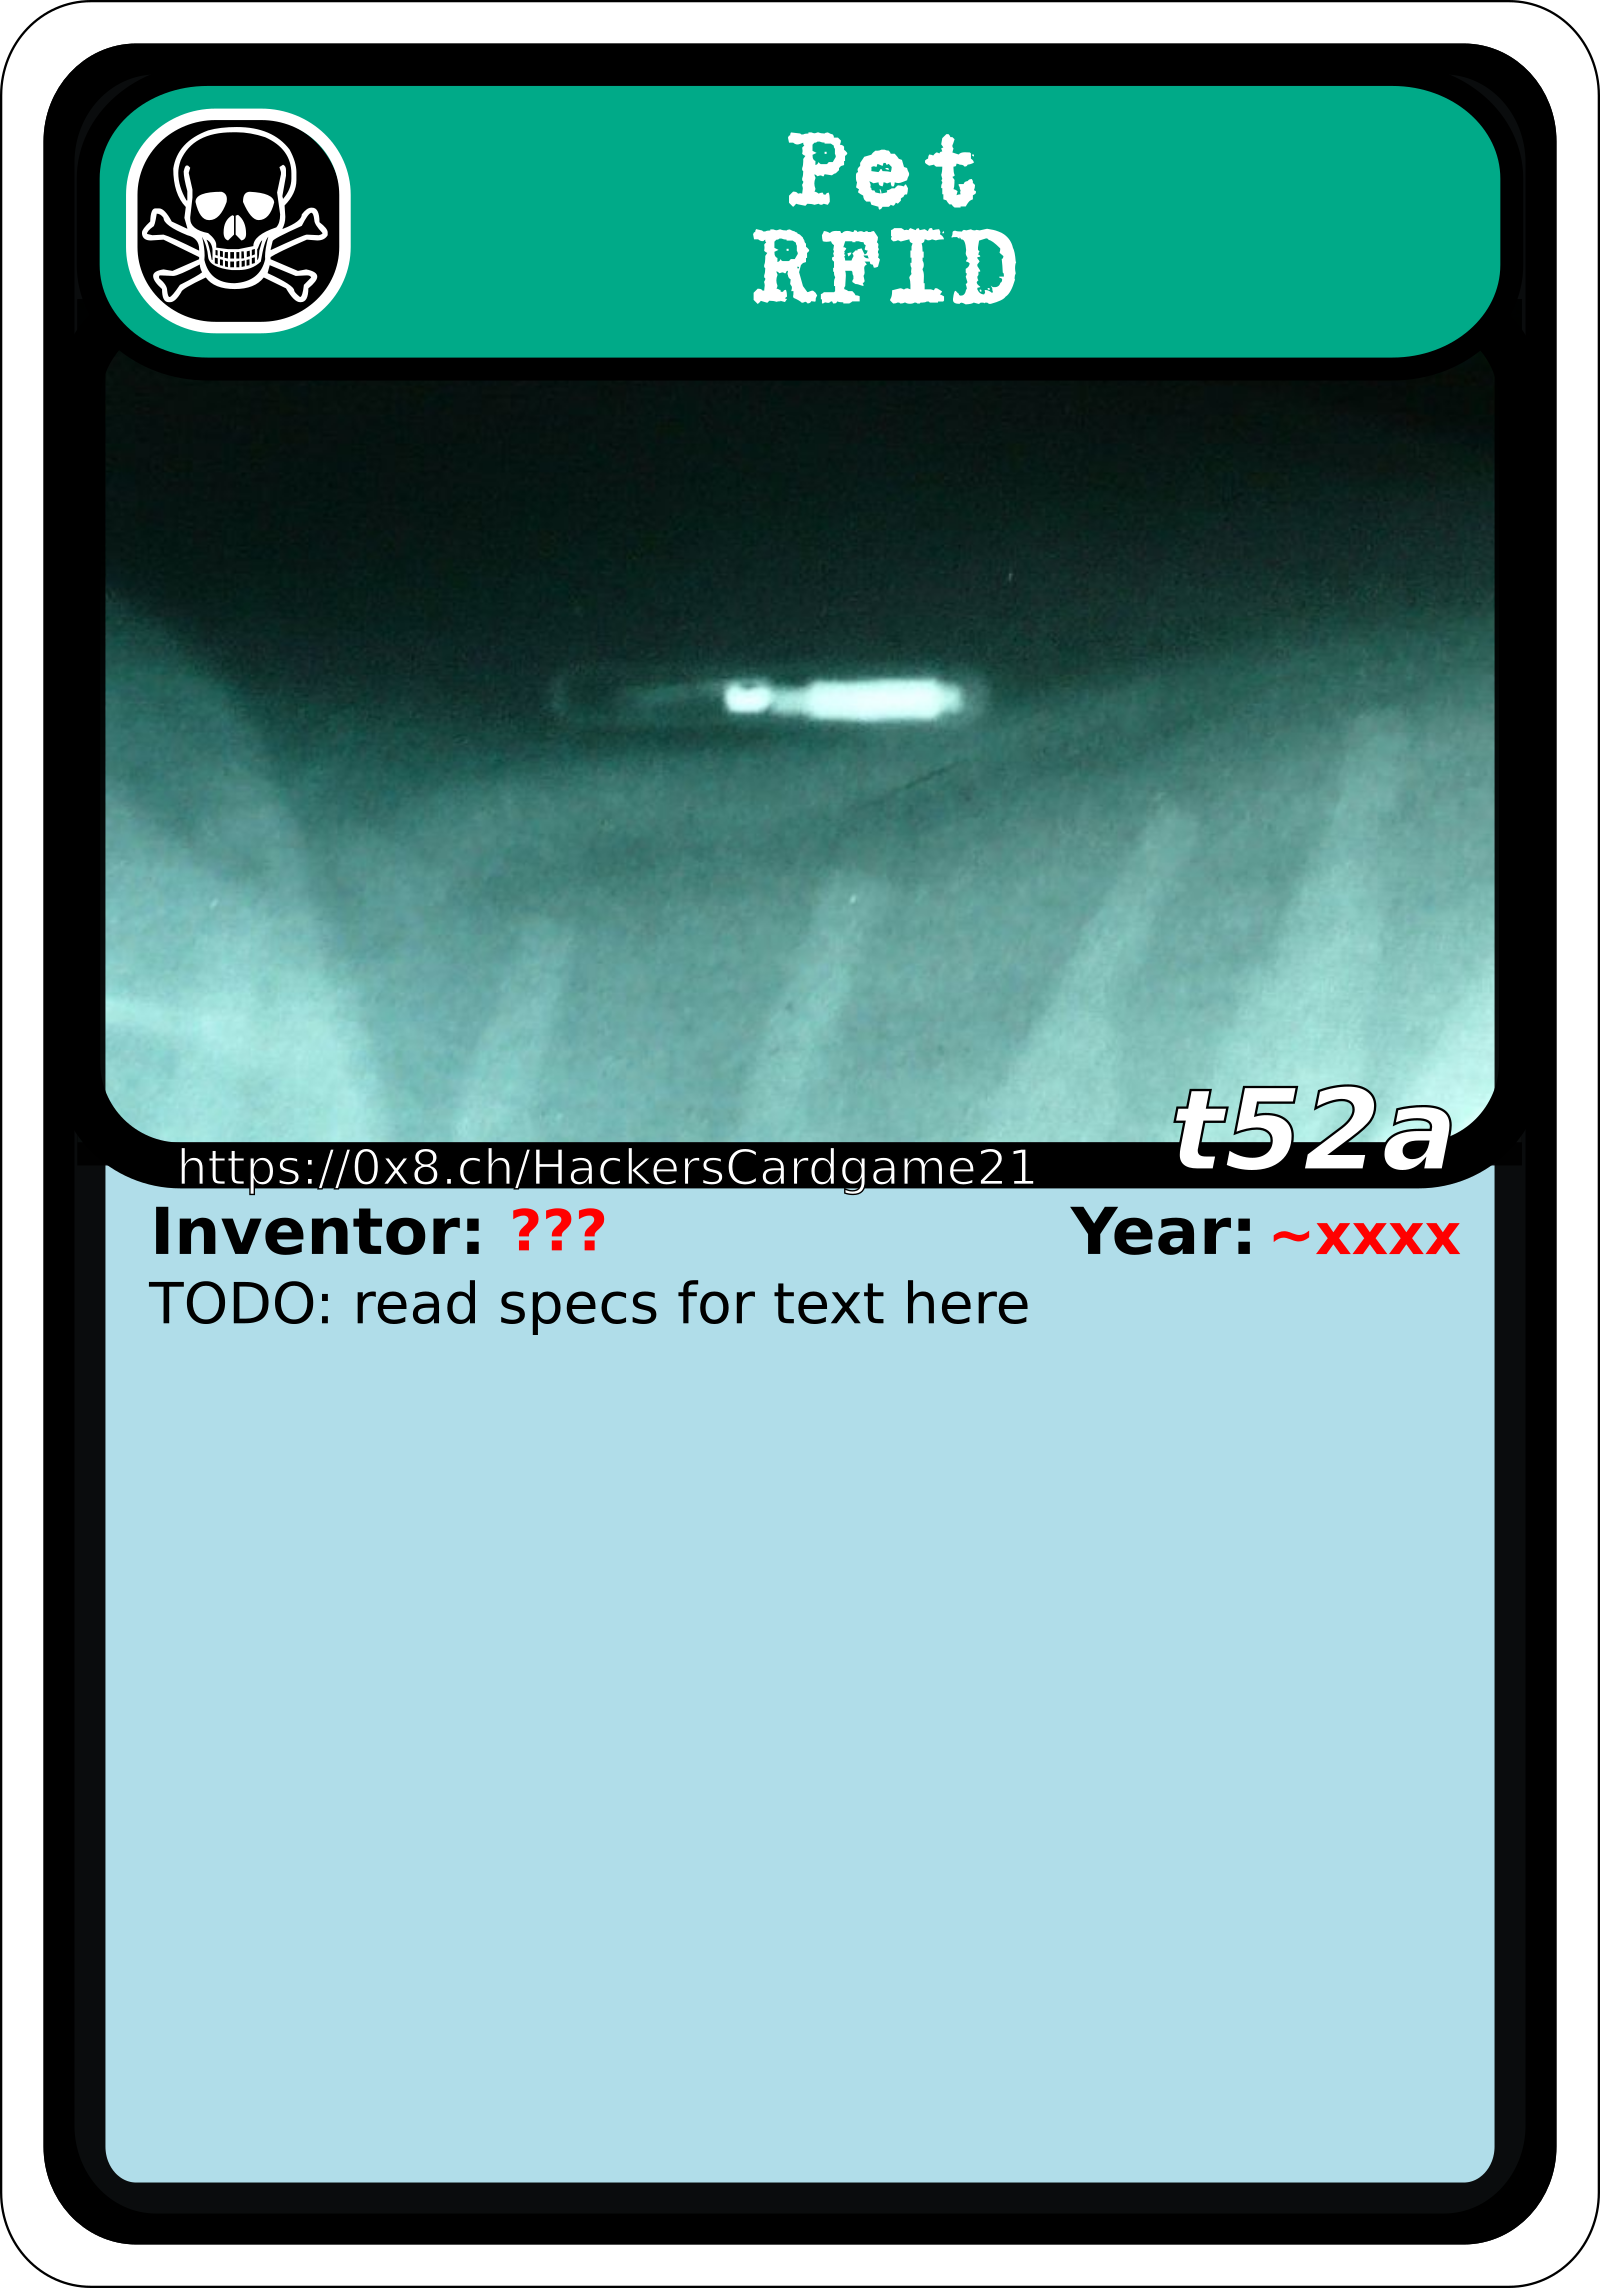 Pet
RFID
t52a
https://0x8.ch/HackersCardgame21
Inventor: ??? Year: ~xxxx
TODO: read specs for text here